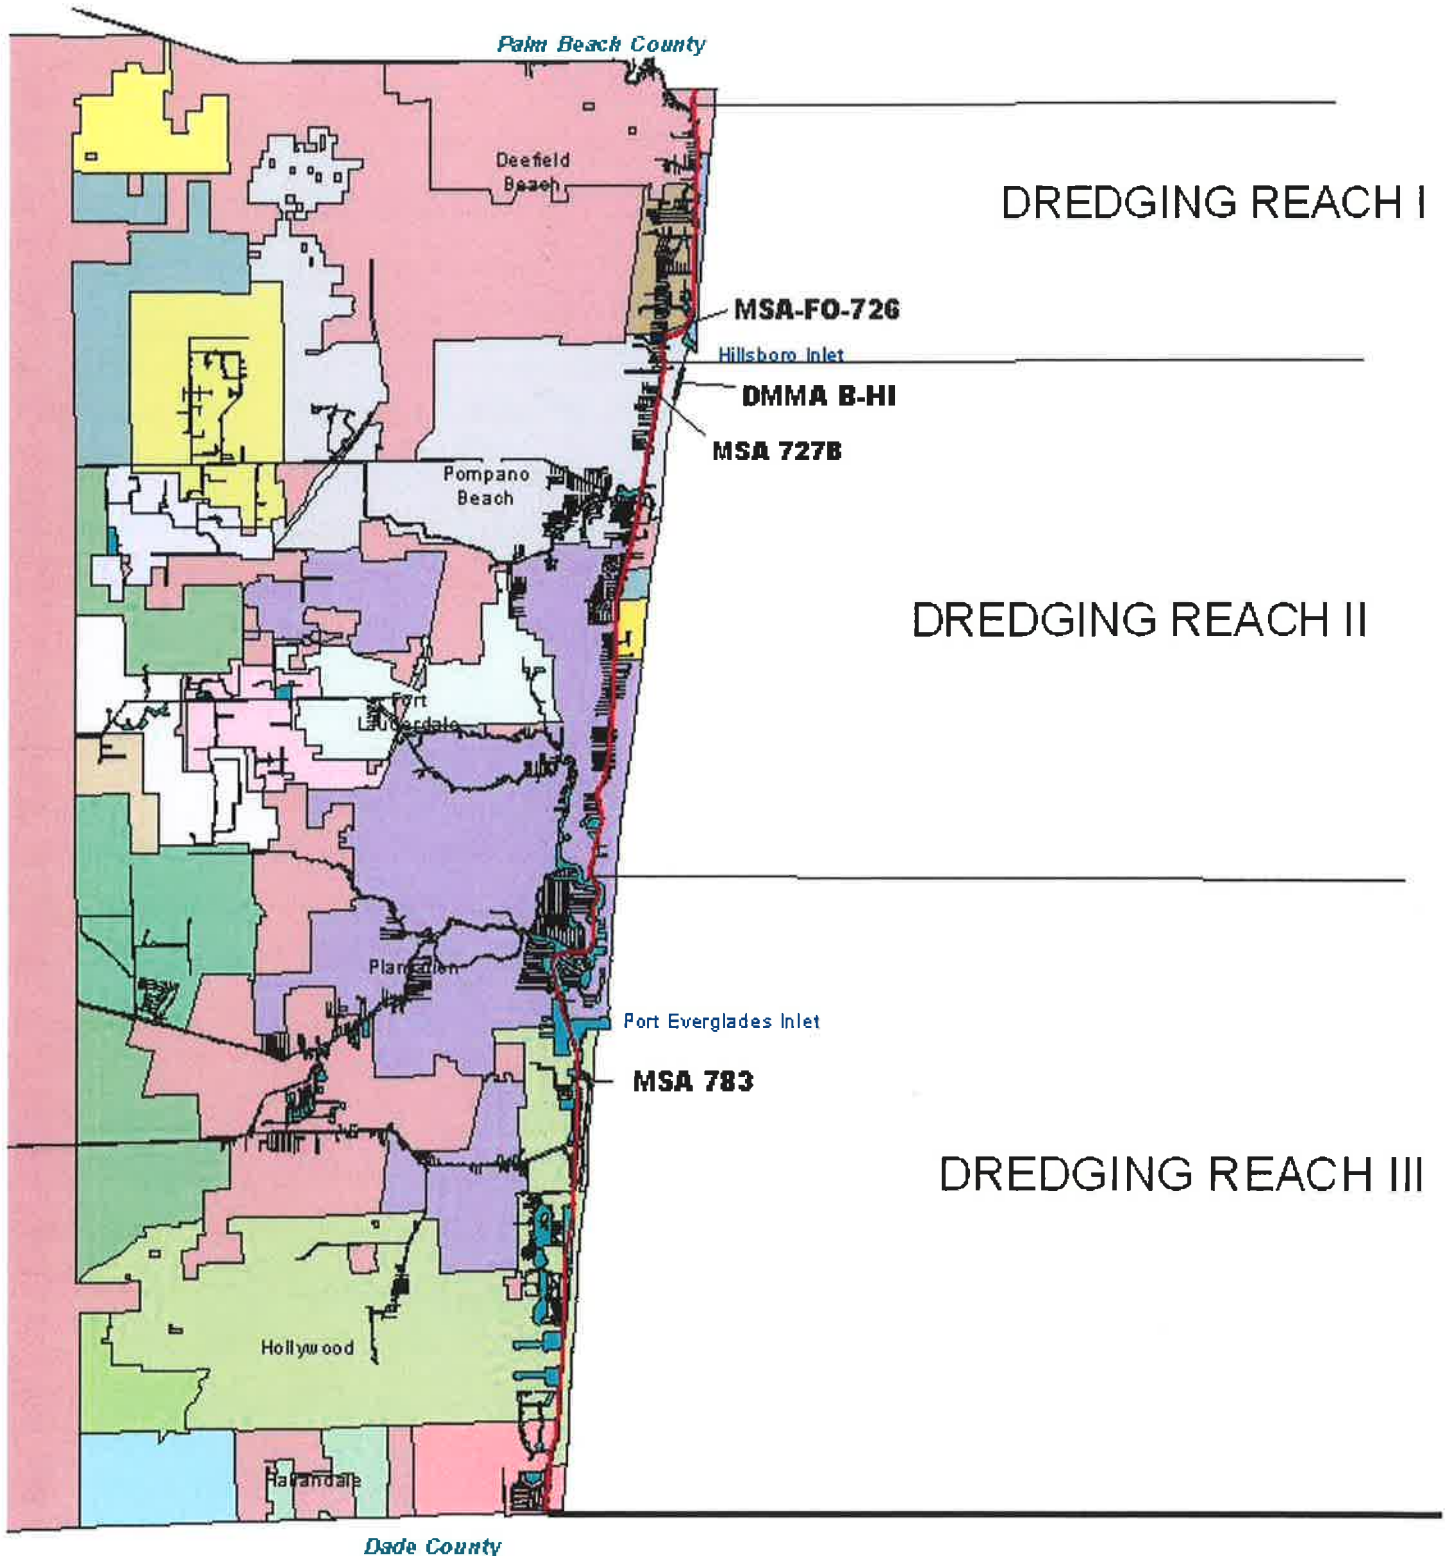 Palm Beach County
Deefield
Beach
DREDGING REACH I
MSA-FO-726
Hillsboro Inlet
DMMA B-HI
MSA 727B
Pompano
Beach
DREDGING REACH II
Fort
Lauderdale
Plantation
Port Everglades Inlet
MSA 783
DREDGING REACH III
Hollywood
Hallandale
Dade County